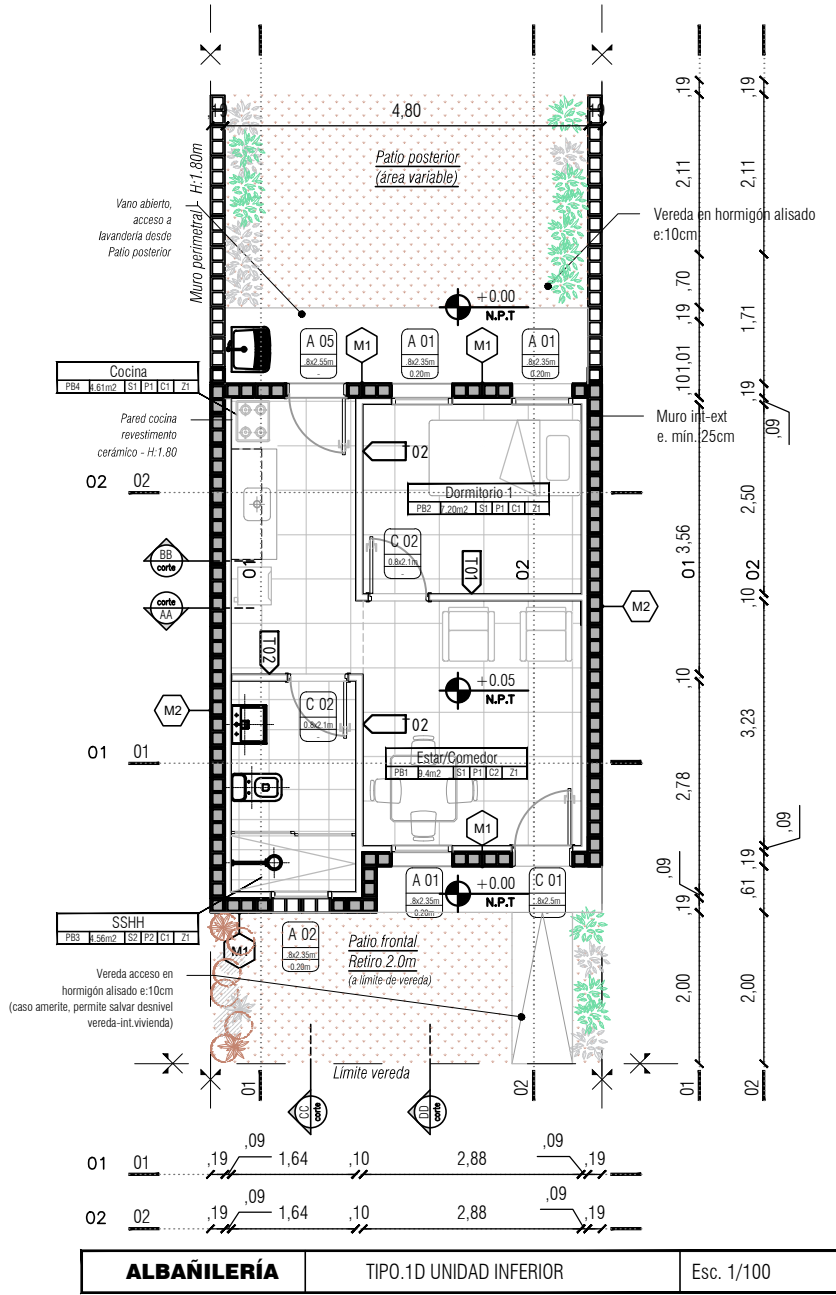 4,80
,19
,19
,19
,19
Patio posterior
(área variable)
Muro perimetral H:1.80m
Vano abierto,
acceso a
lavandería desde
Patio posterior
Vereda en hormigón alisado
e:10cm
2,11
2,11
+0.00
N.P.T
,70
,19
1,01
,10
1,71
,19
,09
A 05
.8x2.55m
-
M1
A 01
.8x2.35m
0.20m
M1
A 01
.8x2.35m
0.20m
Cocina
PB4 4.61m2 S1 P1 C1 Z1
Pared cocina
revestimento
cerámico - H:1.80
Muro int-ext
e. mín. 25cm
02
02 02
Dormitorio 1
PB2 7.20m2 S1 P1 C1 Z1
2,50
3,56
C 02
0.8x2.1m
-
BB
corte
01
T01
02
01
02
corte
AA
,10
M2
T02
+0.05
N.P.T
,10
C 02
0.8x2.1m
-
M2
02
3,23
01 01
Estar/Comedor
PB1 9.4m2 S1 P1 C2 Z1
2,78
M1
,09
,09
,19
,19
,61
A 01
.8x2.35m
0.20m
+0.00
N.P.T
C 01
.8x2.5m
-
SSHH
PB3 4.56m2 S2 P2 C1 Z1
M1
A 02
.8x2.35m
0.20m
Patio frontal
Retiro 2.0m
(a límite de vereda)
Vereda acceso en
hormigón alisado e:10cm
(caso amerite, permite salvar desnivel
vereda-int.vivienda)
2,00
2,00
Límite vereda
01
02
01
02
CC
corte
DD
corte
01 01 ,19 ,09 1,64 ,10 2,88 ,09 ,19
02 02 ,19 ,09 1,64 ,10 2,88 ,09 ,19
ALBAÑILERÍA TIPO.1D UNIDAD INFERIOR Esc. 1/100